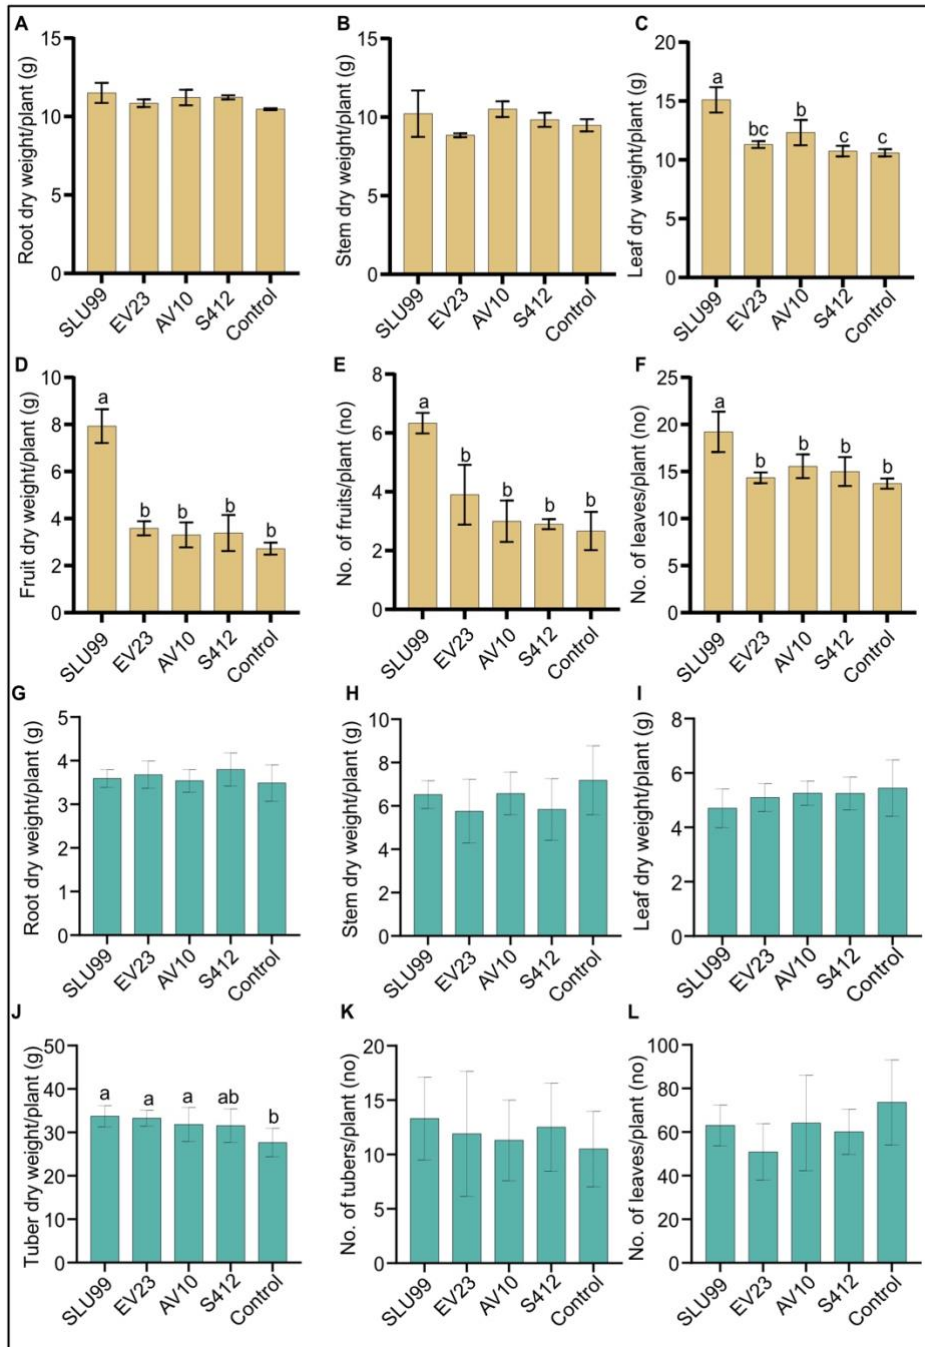 A
Root dry weight/plant (g)
15
10
5
0
SLU99
EV23
AV10
S412
Control
B
Stem dry weight/plant (g)
15
10
5
0
SLU99
EV23
AV10
S412
Control
C
Leaf dry weight/plant (g)
20
15
10
5
0
a
bc
b
c
c
SLU99
EV23
AV10
S412
Control
D
Fruit dry weight/plant (g)
10
8
6
4
2
0
a
b
b
b
b
SLU99
EV23
AV10
S412
Control
E
No. of fruits/plant (no)
8
6
4
2
0
a
b
b
b
b
SLU99
EV23
AV10
S412
Control
F
No. of leaves/plant (no)
25
20
15
10
5
0
a
b
b
b
b
SLU99
EV23
AV10
S412
Control
G
Root dry weight/plant (g)
5
4
3
2
1
0
SLU99
EV23
AV10
S412
Control
H
Stem dry weight/plant (g)
10
8
6
4
2
0
SLU99
EV23
AV10
S412
Control
I
Leaf dry weight/plant (g)
8
6
4
2
0
SLU99
EV23
AV10
S412
Control
J
Tuber dry weight/plant (g)
50
40
30
20
10
0
a
a
a
ab
b
SLU99
EV23
AV10
S412
Control
K
No. of tubers/plant (no)
20
15
10
5
0
SLU99
EV23
AV10
S412
Control
L
No. of leaves/plant (no)
100
80
60
40
20
0
SLU99
EV23
AV10
S412
Control